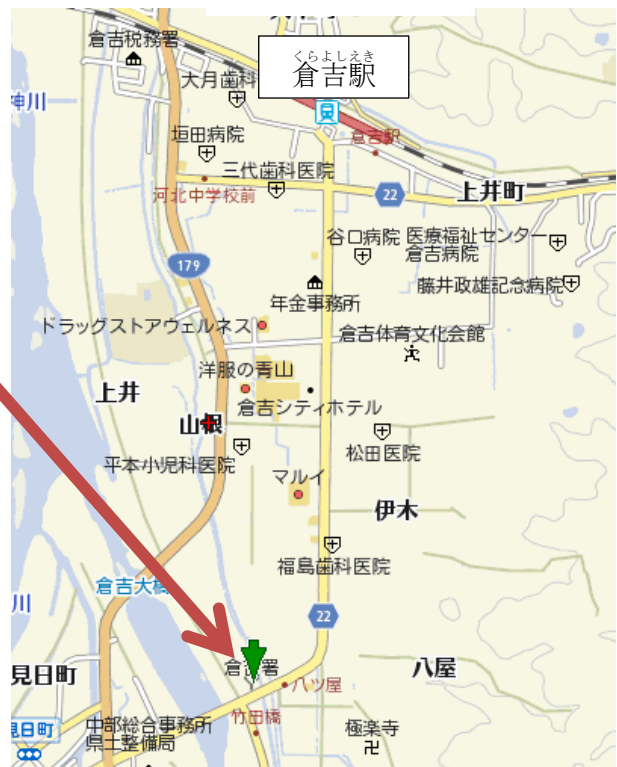 倉吉税務署
くらよしえき
倉吉駅
大月歯科
神川
垣田病院
倉吉駅
三代歯科医院
河北中学校前
22
上井町
谷口病院
医療福祉センター
倉吉病院
179
藤井政雄記念病院
年金事務所
ドラッグストアウェルネス
倉吉体育文化会館
洋服の青山
上井
倉吉シティホテル
山根
平本小児科医院
松田医院
マルイ
伊木
福島歯科医院
倉吉大橋
川
22
倉吉署
八屋
見日町
八ツ屋
竹田橋
見日町
中部総合事務所
県土整備局
極楽寺